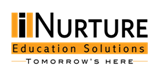 iNURTURE
Education Solutions
TOMORROW'S HERE